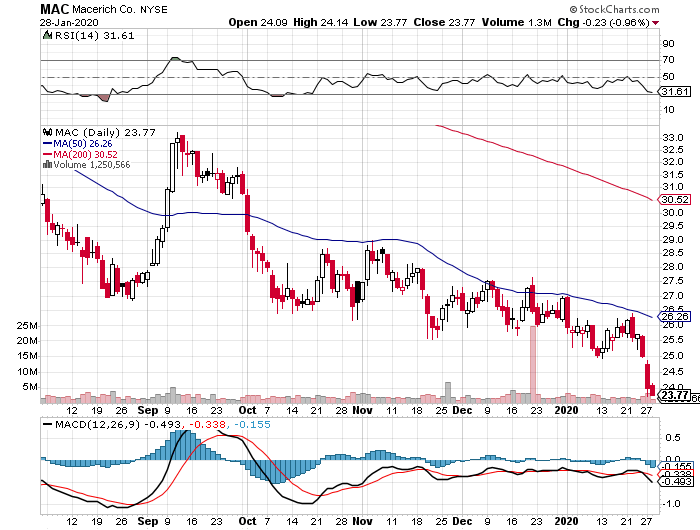 MAC Macerich Co. NYSE
© StockCharts.com
28-Jan-2020
Open 24.09 High 24.14 Low 23.77 Close 23.77 Volume 1.3M Chg -0.23 (-0.96%)
RSI(14) 31.61
90
70
50
31.61
10
MAC (Daily) 23.77
MA(50) 26.26
MA(200) 30.52
Volume 1,250,566
33.0
32.5
32.0
31.5
31.0
30.52
30.0
29.5
29.0
28.5
28.0
27.5
27.0
26.26
25.5
25.0
24.5
24.0
23.77
25M
20M
15M
10M
5M
12 19 26 Sep 9 16 23 Oct 7 14 21 28 Nov 11 18 25 Dec 9 16 23 2020 13 21 27
MACD(12,26,9) -0.493, -0.338, -0.155
0.5
0.0
-0.155
-0.338
-0.493
-1.0
12 19 26 Sep 9 16 23 Oct 7 14 21 28 Nov 11 18 25 Dec 9 16 23 2020 13 21 27